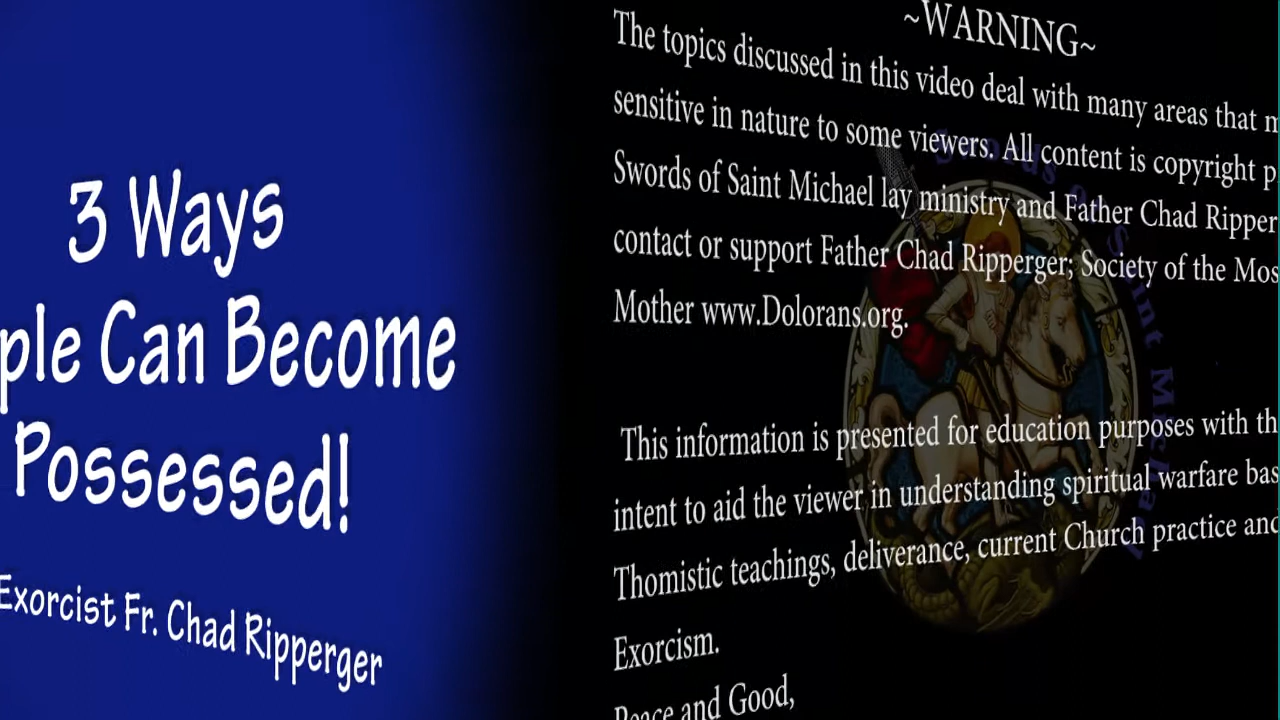 3 Ways
ple Can Become
Possessed!
Exorcist Fr. Chad Ripperger
~WARNING~
The topics discussed in this video deal with many areas that m
sensitive in nature to some viewers. All content is copyright p
Swords of Saint Michael lay ministry and Father Chad Ripper
contact or support Father Chad Ripperger; Society of the Mos
Mother www.Dolorans.org.
This information is presented for education purposes with th
intent to aid the viewer in understanding spiritual warfare bas
Thomistic teachings, deliverance, current Church practice and
Exorcism.
Peace and Good,
Swords of Saint Michael